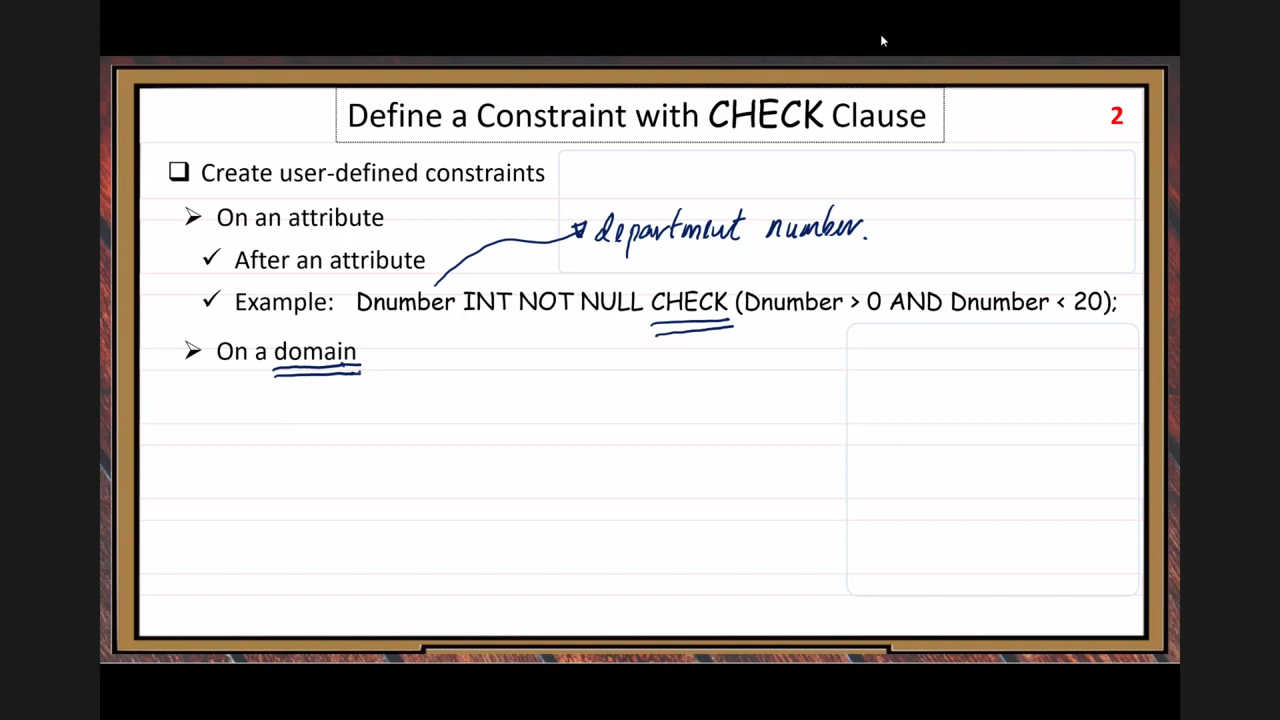 Define a Constraint with CHECK Clause
2
Create user-defined constraints
On an attribute
department number.
After an attribute
Example: Dnumber INT NOT NULL CHECK (Dnumber > 0 AND Dnumber < 20);
On a domain